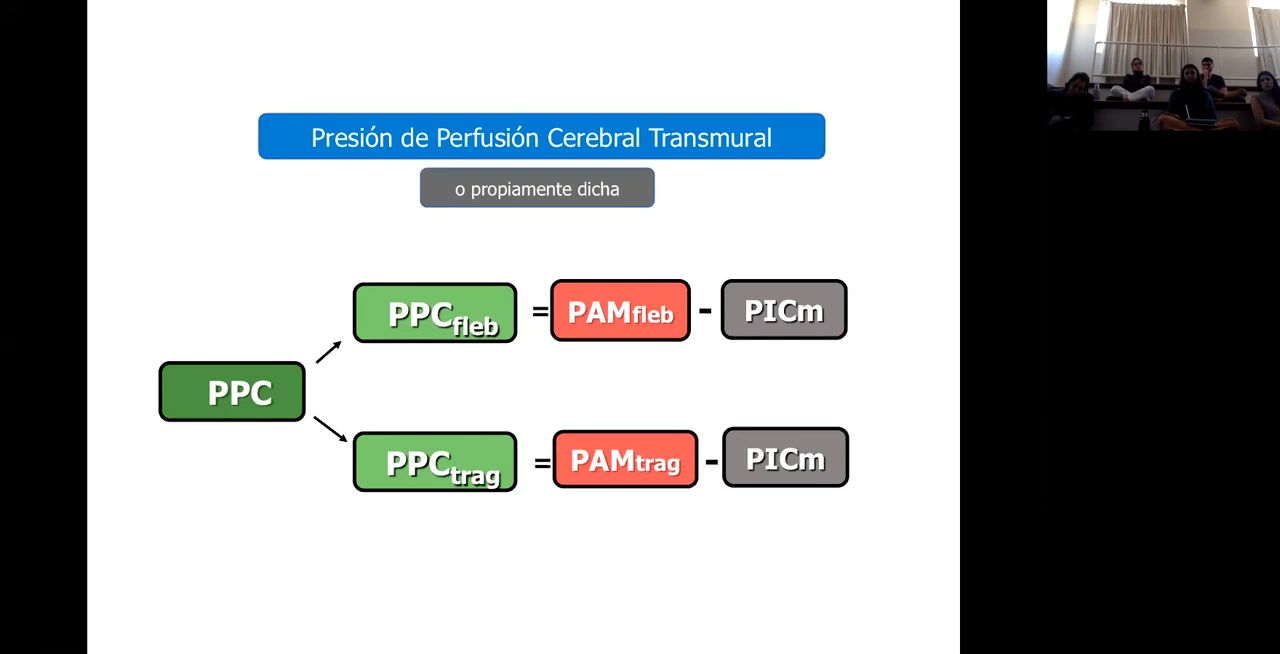 Presión de Perfusión Cerebral Transmural
o propiamente dicha
PPCfleb = PAMfleb - PICm
PPC
PPCtrag = PAMtrag - PICm